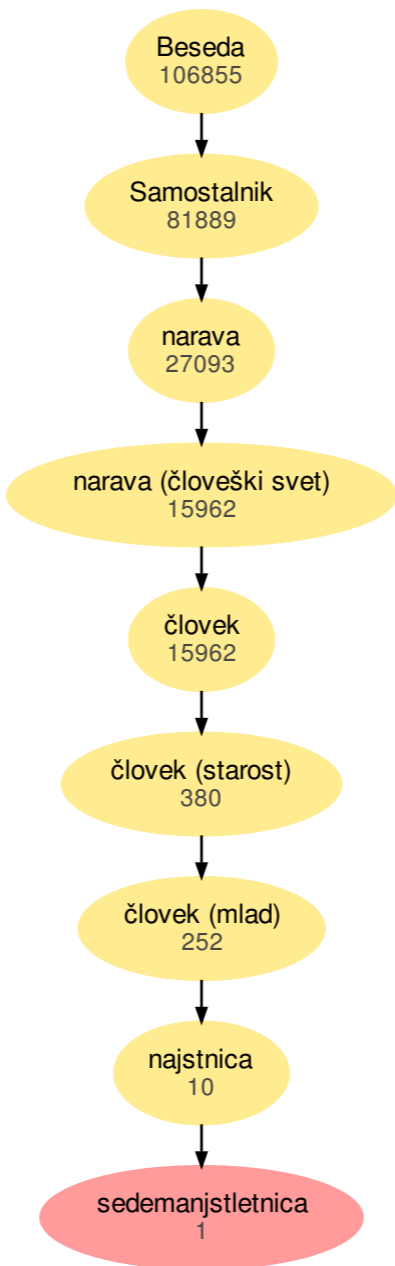 Beseda
106855
Samostalnik
81889
narava
27093
narava (človeški svet)
15962
človek
15962
človek (starost)
380
človek (mlad)
252
najstnica
10
sedemanjstletnica
1